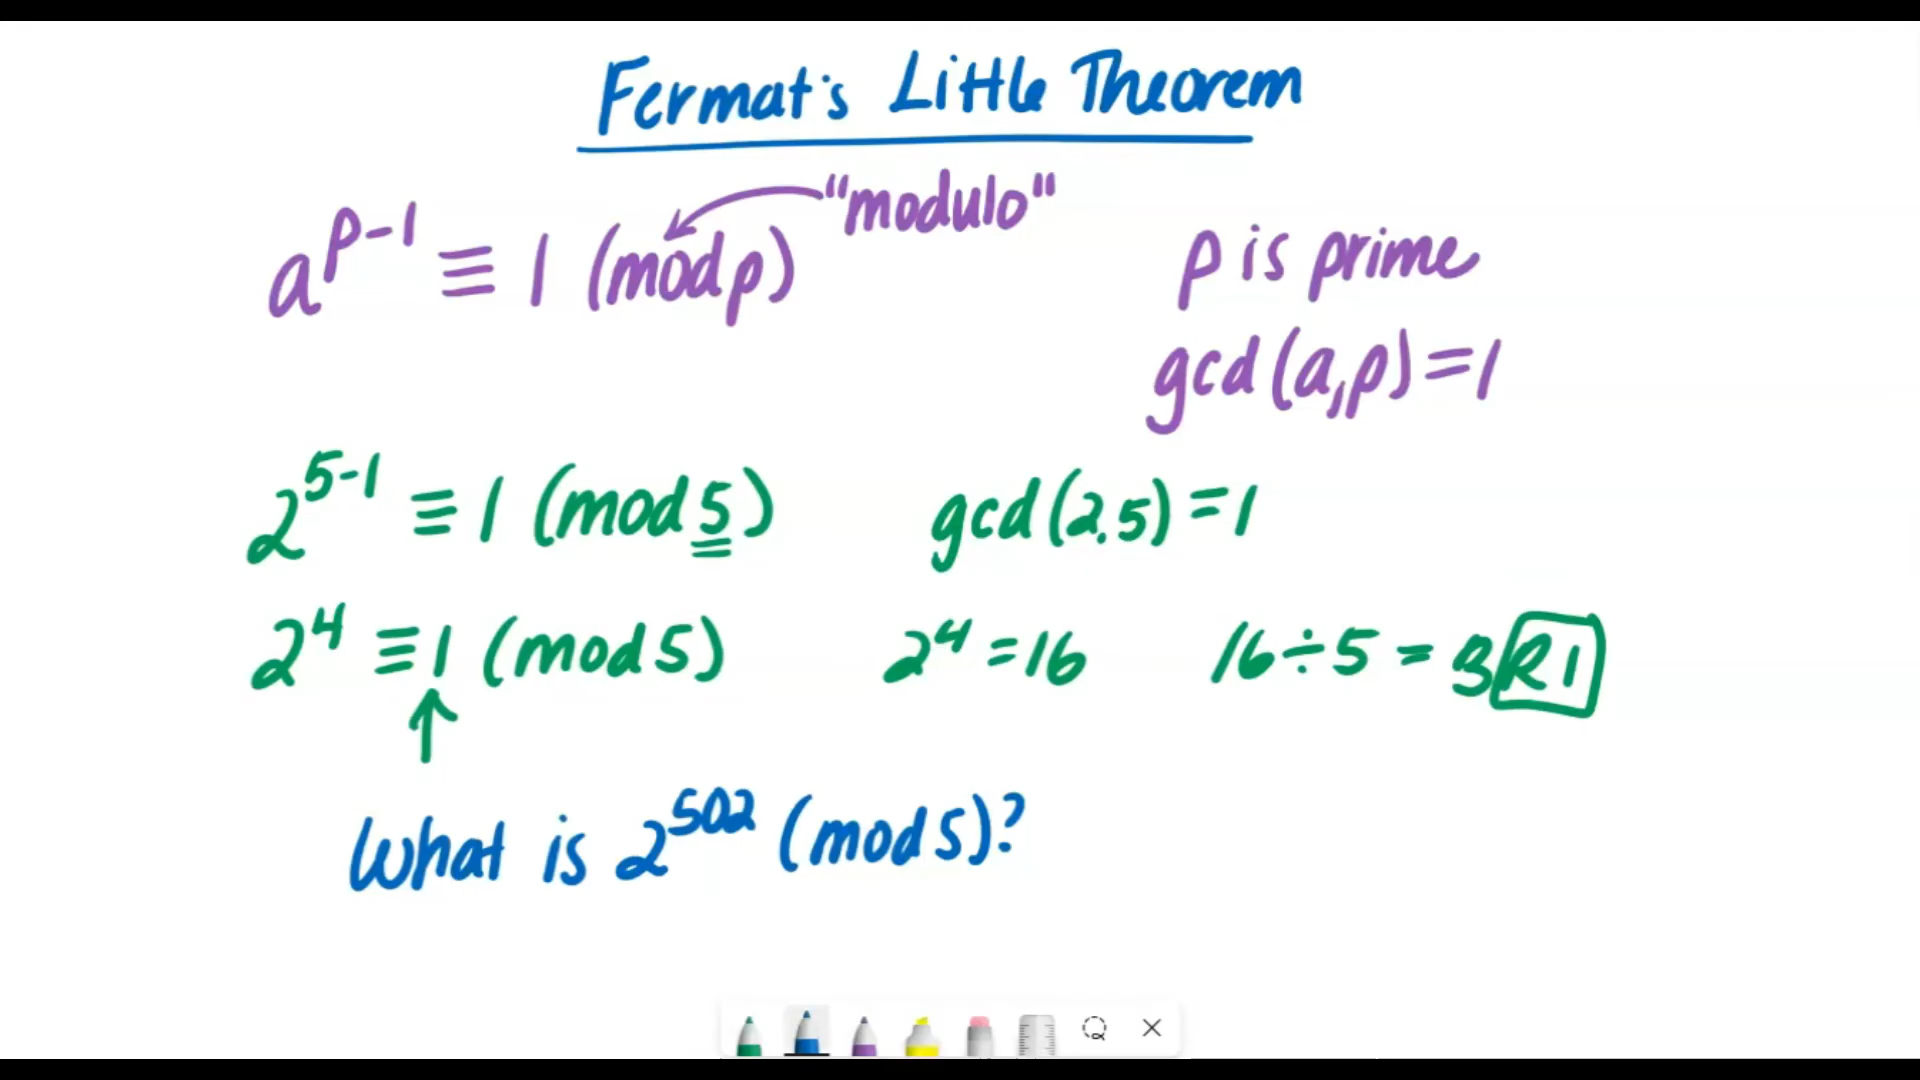 Fermat's Little Theorem
a^{p-1} ≡ 1 (mod p) "modulo" p is prime
gcd(a,p)=1
2^{5-1} ≡ 1 (mod 5) gcd(2,5)=1
2^4 ≡ 1 (mod 5) 2^4 = 16 16÷5 = 3 R1
What is 2^{502} (mod 5)?